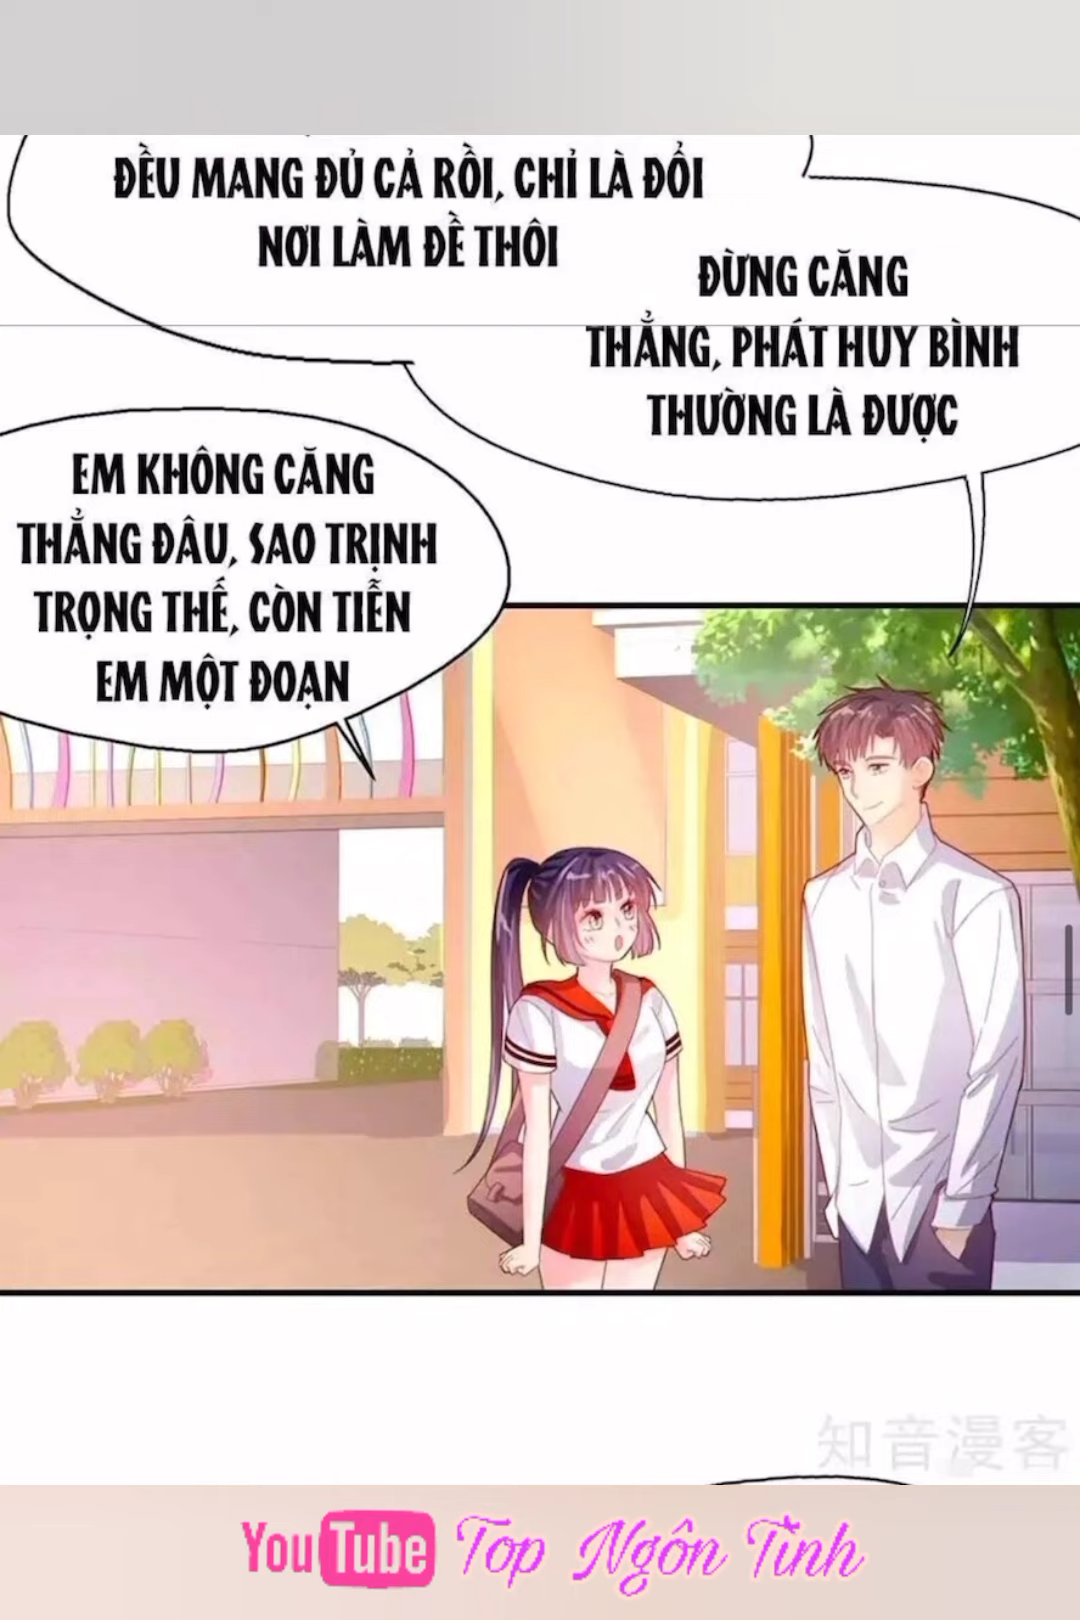 ĐỀU MANG ĐỦ CẢ RỒI, CHỈ LÀ ĐỔI
NƠI LÀM ĐỀ THÔI
ĐỪNG CĂNG
THẲNG, PHÁT HUY BÌNH
THƯỜNG LÀ ĐƯỢC
EM KHÔNG CĂNG
THẲNG ĐÂU, SAO TRỊNH
TRỌNG THẾ, CÒN TIỄN
EM MỘT ĐOẠN
知音漫客
YouTube Top Ngôn Tình